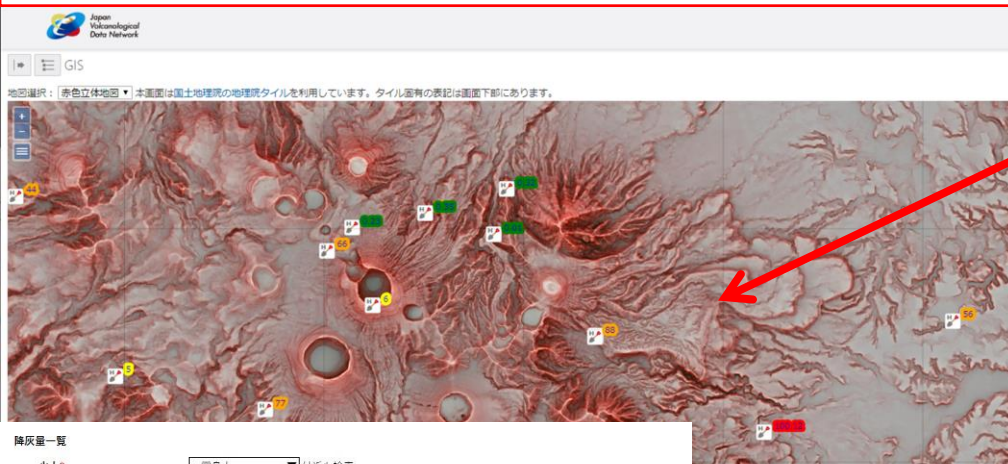 Japan
Volcanological
Data Network
GIS
地図選択： 赤色立体地図 本画面は国土地理院の地理院タイルを利用しています。タイル固有の表記は画面下部にあります。
44
66
6
88
56
5
77
降灰量一覧